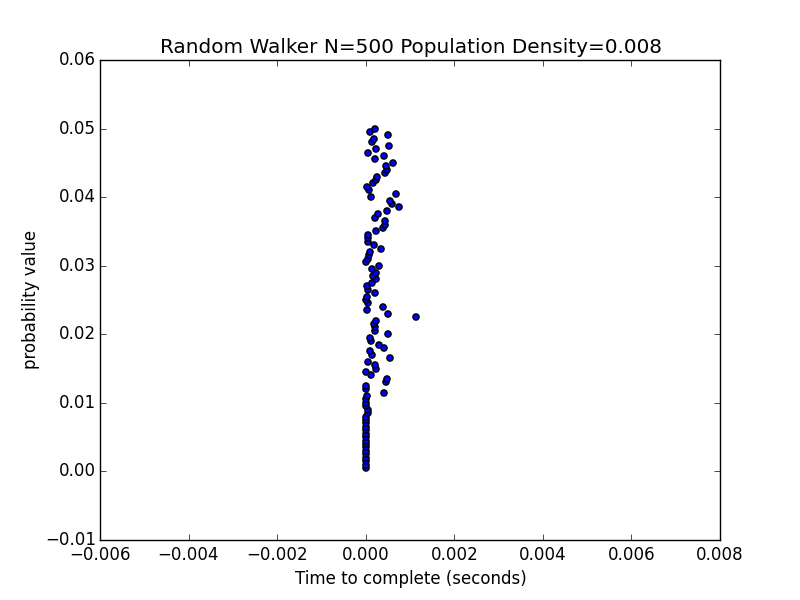 Random Walker N=500 Population Density=0.008
0.06
0.05
0.04
0.03
0.02
0.01
0.00
−0.01
probability value
−0.006 −0.004 −0.002 0.000 0.002 0.004 0.006 0.008
Time to complete (seconds)